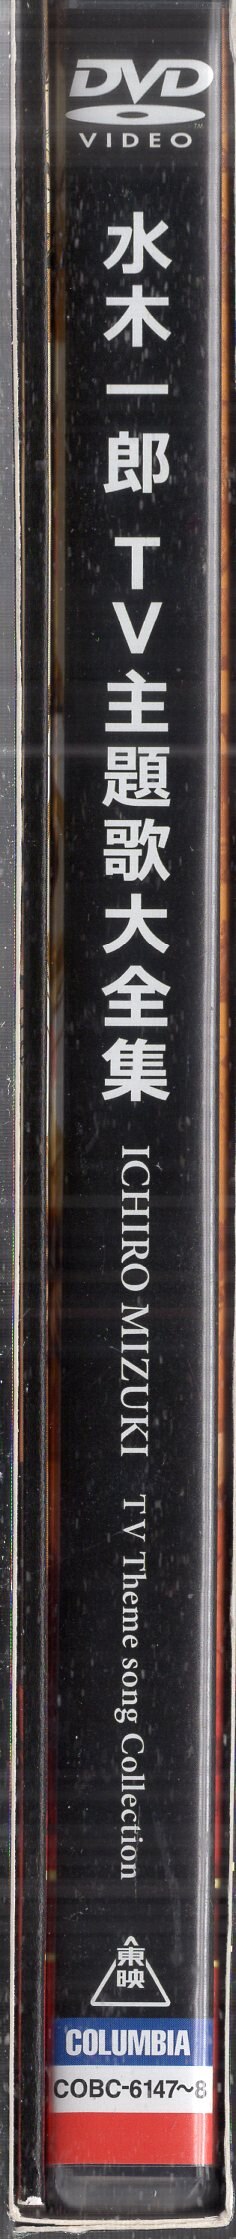 DVD
VIDEO
TM
水木一郎 TV主題歌大全集
ICHIRO MIZUKI TV Theme song Collection
東映
COLUMBIA
COBC-6147〜8